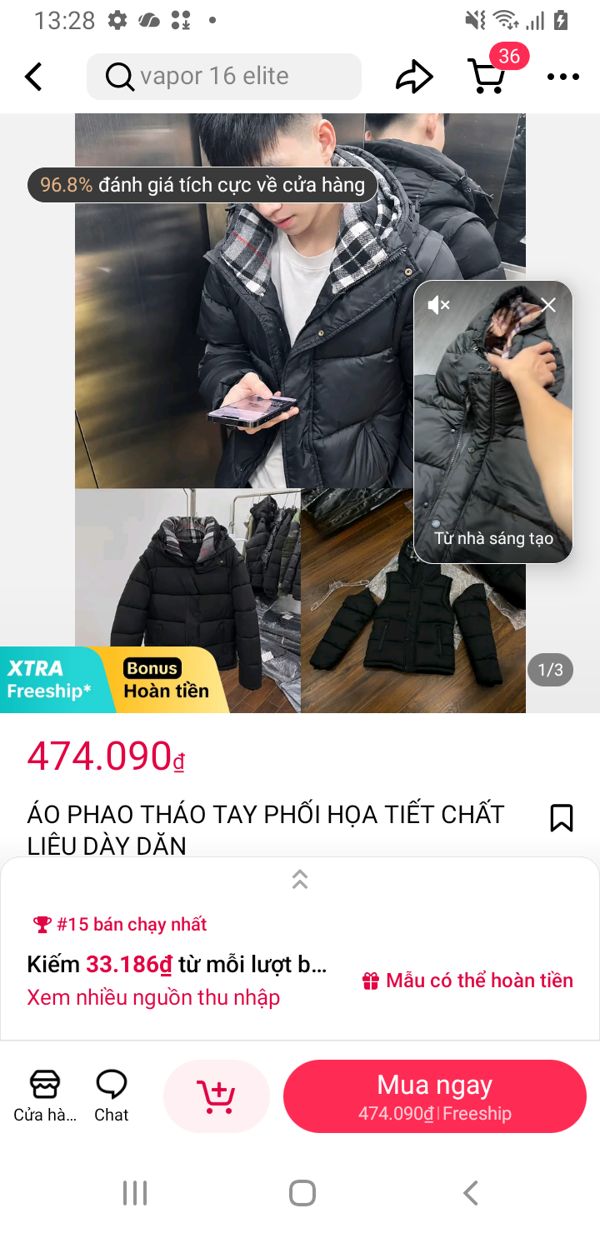 13:28
vapor 16 elite
36
96.8% đánh giá tích cực về cửa hàng
Từ nhà sáng tạo
XTRA
Freeship*
Bonus
Hoàn tiền
1/3
474.090₫
ÁO PHAO THÁO TAY PHỐI HỌA TIẾT CHẤT
LIỆU DÀY DẶN
#15 bán chạy nhất
Kiếm 33.186₫ từ mỗi lượt b...
Xem nhiều nguồn thu nhập
Mẫu có thể hoàn tiền
Cửa hà...
Chat
Mua ngay
474.090₫|Freeship